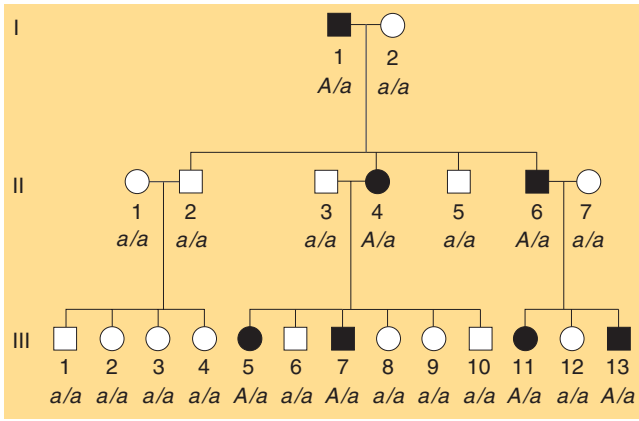 I
1 2
A/a a/a
II
1 2 3 4 5 6 7
a/a a/a a/a A/a a/a A/a a/a
III
1 2 3 4 5 6 7 8 9 10 11 12 13
a/a a/a a/a a/a A/a a/a A/a a/a a/a a/a A/a a/a A/a